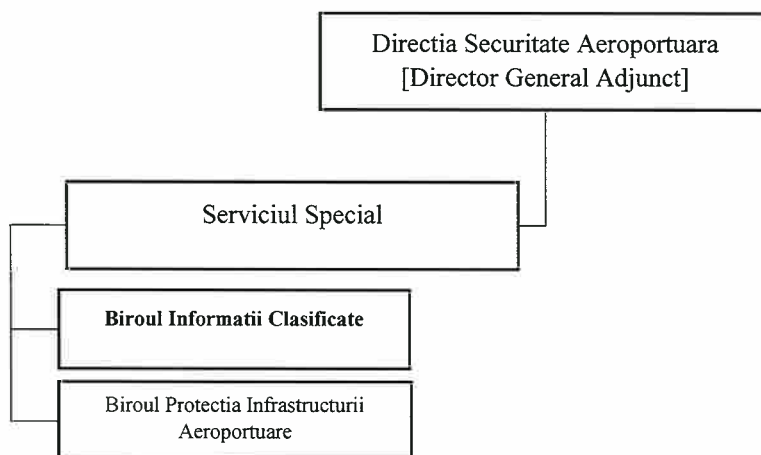 Directia Securitate Aeroportuara
[Director General Adjunct]
Serviciul Special
Biroul Informatii Clasificate
Biroul Protectia Infrastructurii
Aeroportuare